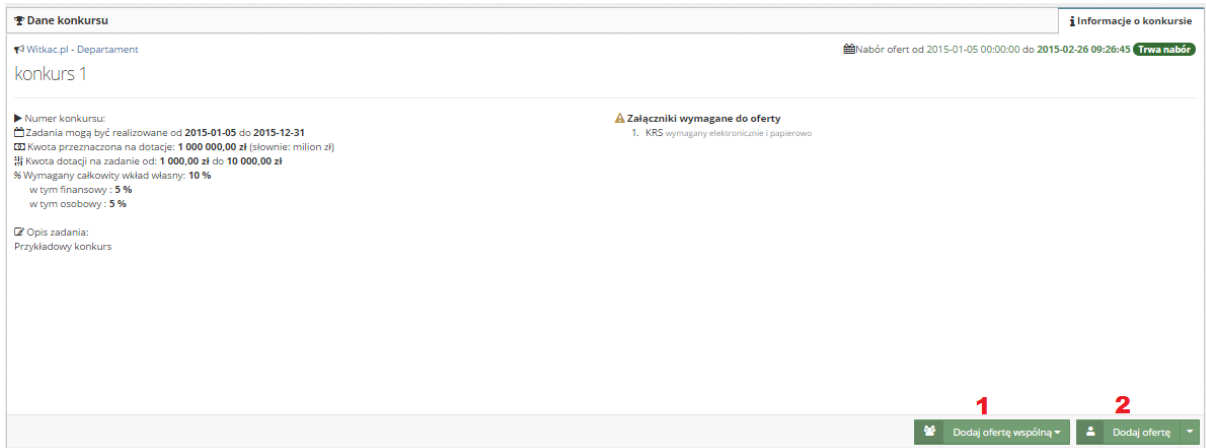 Dane konkursu
Informacje o konkursie
Witkac.pl - Departament
Nabór ofert od 2015-01-05 00:00:00 do 2015-02-26 09:26:45 Trwa nabór
konkurs 1
Numer konkursu:
Zadania mogą być realizowane od 2015-01-05 do 2015-12-31
Kwota przeznaczona na dotacje: 1 000 000,00 zł (słownie: milion zł)
Kwota dotacji na zadanie od: 1 000,00 zł do 10 000,00 zł
% Wymagany całkowity wkład własny: 10 %
w tym finansowy : 5 %
w tym osobowy : 5 %
Opis zadania:
Przykładowy konkurs
Załączniki wymagane do oferty
1. KRS wymagany elektronicznie i papierowo
1
2
Dodaj ofertę wspólną
Dodaj ofertę